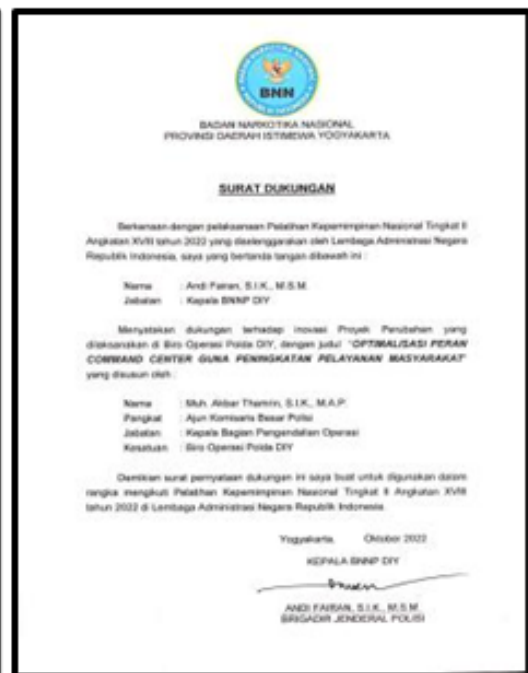 BADAN NARKOTIKA NASIONAL
BNN
REPUBLIK INDONESIA
BADAN NARKOTIKA NASIONAL
PROVINSI DAERAH ISTIMEWA YOGYAKARTA
SURAT DUKUNGAN
Berkenaan dengan pelaksanaan Pelatihan Kepemimpinan Nasional Tingkat II
Angkatan XVIII tahun 2022 yang diselenggarakan oleh Lembaga Administrasi Negara
Republik Indonesia, saya yang bertanda tangan dibawah ini :
Nama : Andi Fairan, S.I.K., M.S.M.
Jabatan : Kepala BNNP DIY
Menyatakan dukungan terhadap inovasi Proyek Perubahan yang
dilaksanakan di Biro Operasi Polda DIY, dengan judul "OPTIMALISASI PERAN
COMMAND CENTER GUNA PENINGKATAN PELAYANAN MASYARAKAT"
yang disusun oleh :
Nama : Muh. Akbar Thamrin, S.I.K., M.A.P.
Pangkat : Ajun Komisaris Besar Polisi
Jabatan : Kepala Bagian Pengendalian Operasi
Kesatuan : Biro Operasi Polda DIY
Demikian surat pernyataan dukungan ini saya buat untuk digunakan dalam
rangka mengikuti Pelatihan Kepemimpinan Nasional Tingkat II Angkatan XVIII
tahun 2022 di Lembaga Administrasi Negara Republik Indonesia.
Yogyakarta, Oktober 2022
KEPALA BNNP DIY
ANDI FAIRAN, S.I.K., M.S.M.
BRIGADIR JENDERAL POLISI